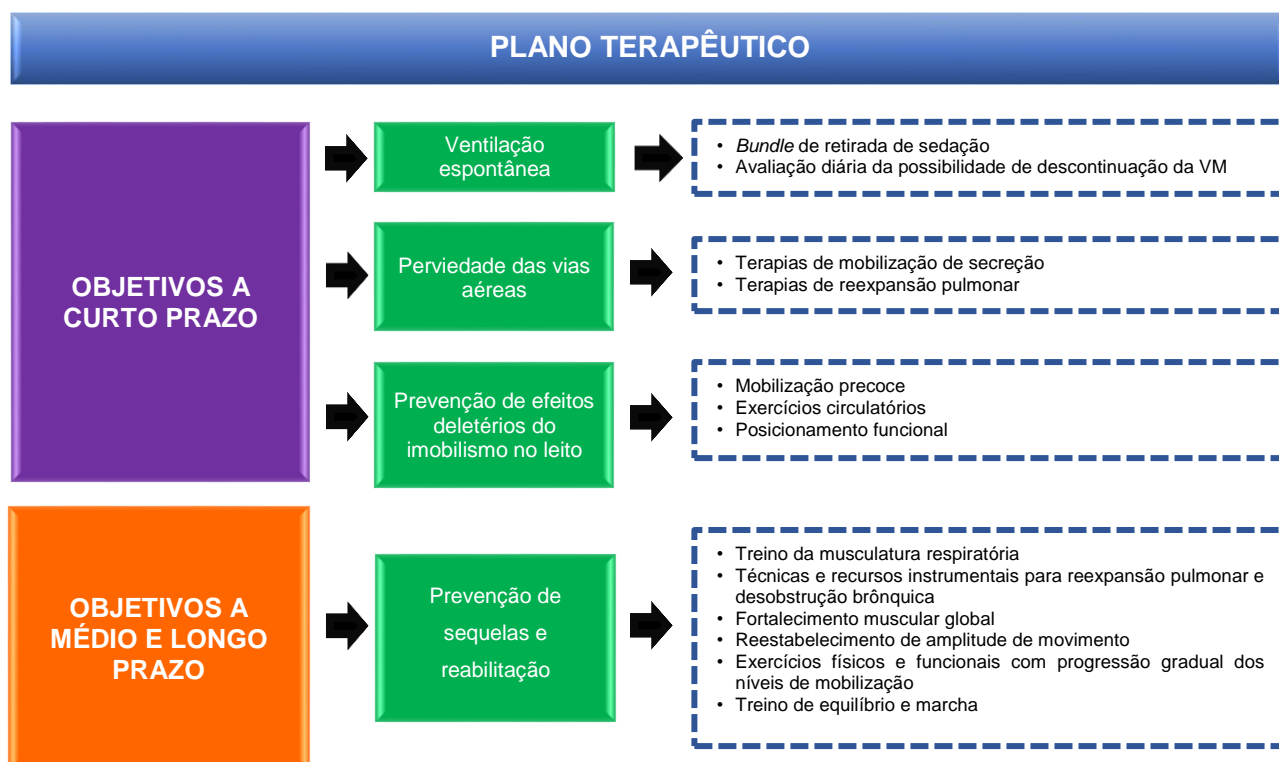 PLANO TERAPÊUTICO
OBJETIVOS A
CURTO PRAZO
Ventilação
espontânea
• Bundle de retirada de sedação
• Avaliação diária da possibilidade de descontinuação da VM
Perviedade das vias
aéreas
• Terapias de mobilização de secreção
• Terapias de reexpansão pulmonar
Prevenção de efeitos
deletérios do
imobilismo no leito
• Mobilização precoce
• Exercícios circulatórios
• Posicionamento funcional
OBJETIVOS A
MÉDIO E LONGO
PRAZO
Prevenção de
sequelas e
reabilitação
• Treino da musculatura respiratória
• Técnicas e recursos instrumentais para reexpansão pulmonar e
desobstrução brônquica
• Fortalecimento muscular global
• Reestabelecimento de amplitude de movimento
• Exercícios físicos e funcionais com progressão gradual dos
níveis de mobilização
• Treino de equilíbrio e marcha